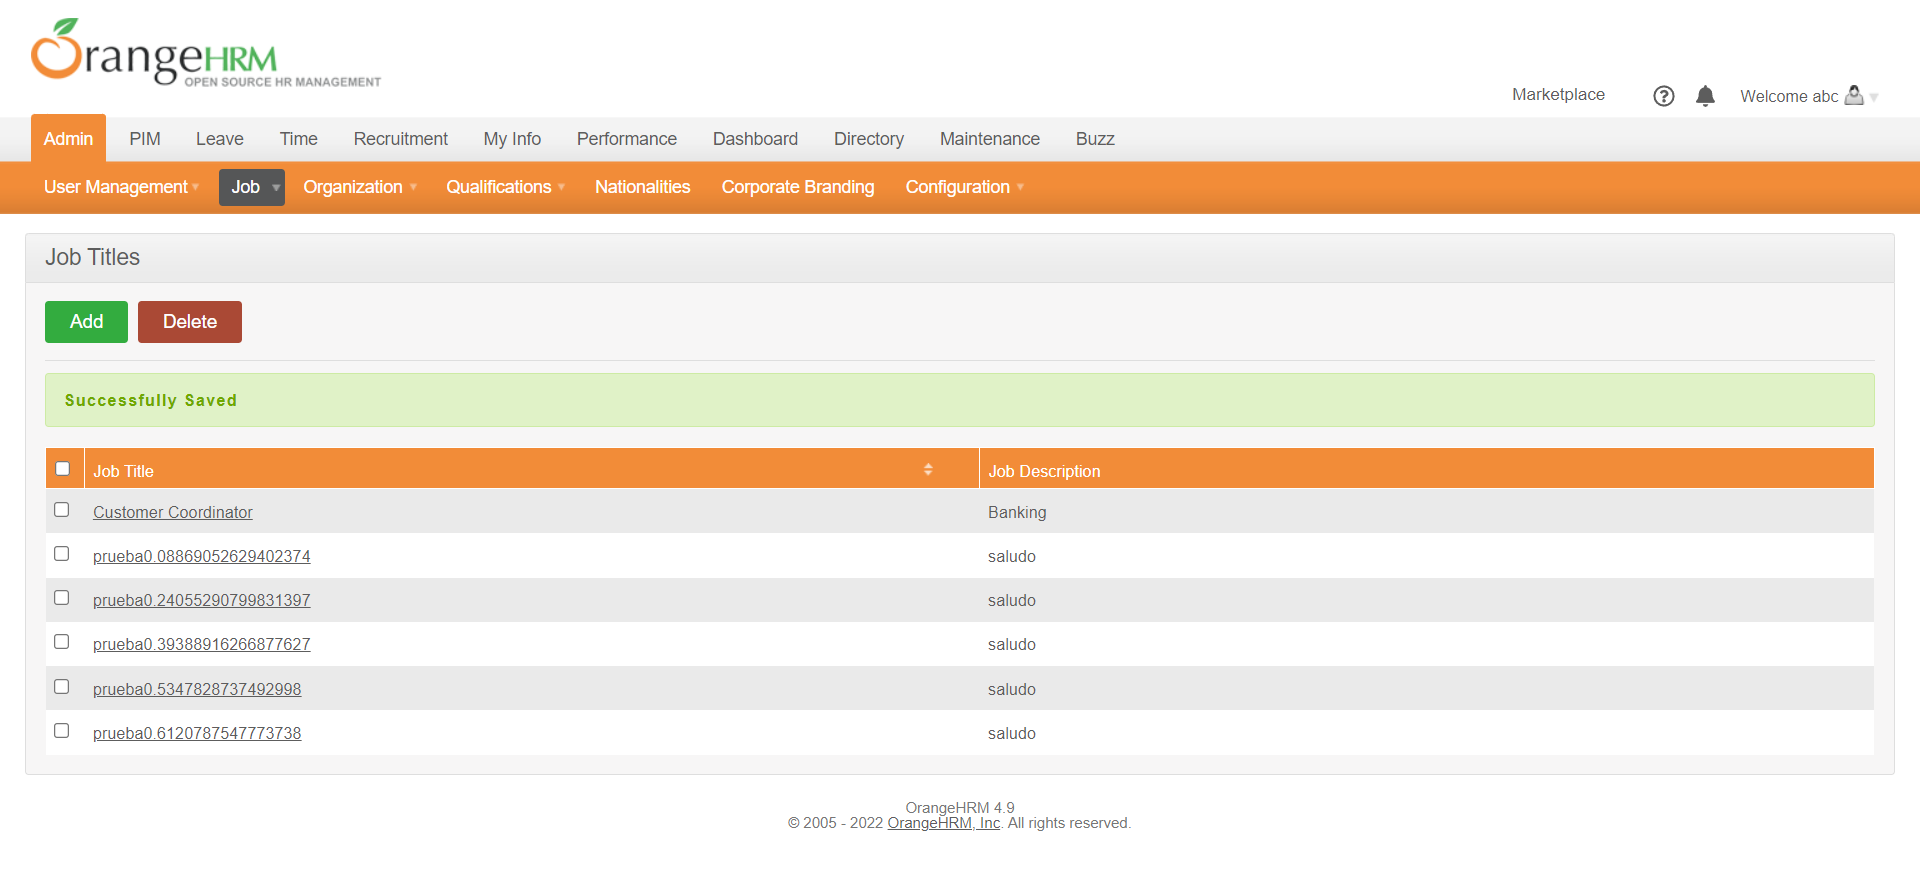 OrangeHRM
OPEN SOURCE HR MANAGEMENT
Marketplace
Welcome abc
Admin PIM Leave Time Recruitment My Info Performance Dashboard Directory Maintenance Buzz
User Management Job Organization Qualifications Nationalities Corporate Branding Configuration
Job Titles
Add Delete
Successfully Saved
Job Title Job Description
Customer Coordinator Banking
prueba0.08869052629402374 saludo
prueba0.24055290799831397 saludo
prueba0.39388916266877627 saludo
prueba0.5347828737492998 saludo
prueba0.6120787547773738 saludo
OrangeHRM 4.9
© 2005 - 2022 OrangeHRM, Inc. All rights reserved.